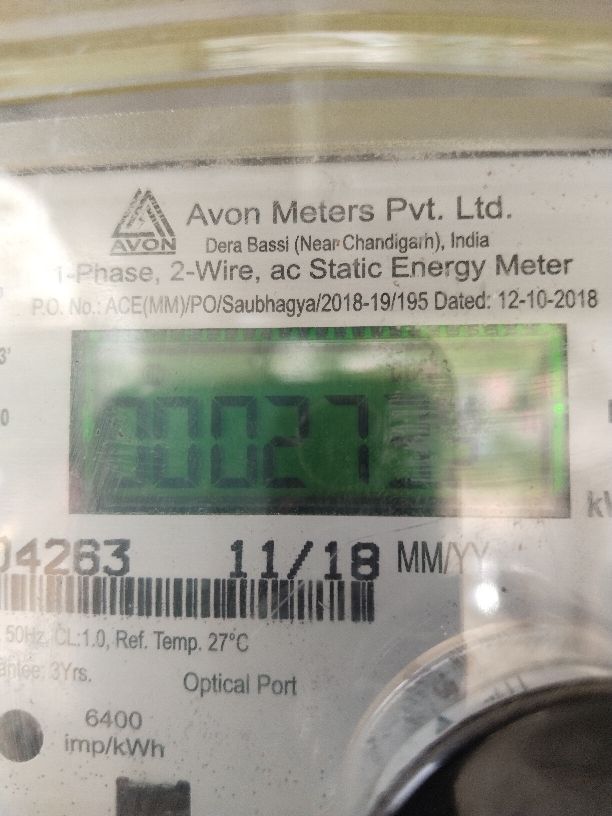 AVON
Avon Meters Pvt. Ltd.
Dera Bassi (Near Chandigarh), India
1-Phase, 2-Wire, ac Static Energy Meter
P.O. No.: ACE(MM)/PO/Saubhagya/2018-19/195 Dated: 12-10-2018
04263 11/18 MM/YY
50Hz, CL:1.0, Ref. Temp. 27°C
3Yrs.
Optical Port
6400
imp/kWh